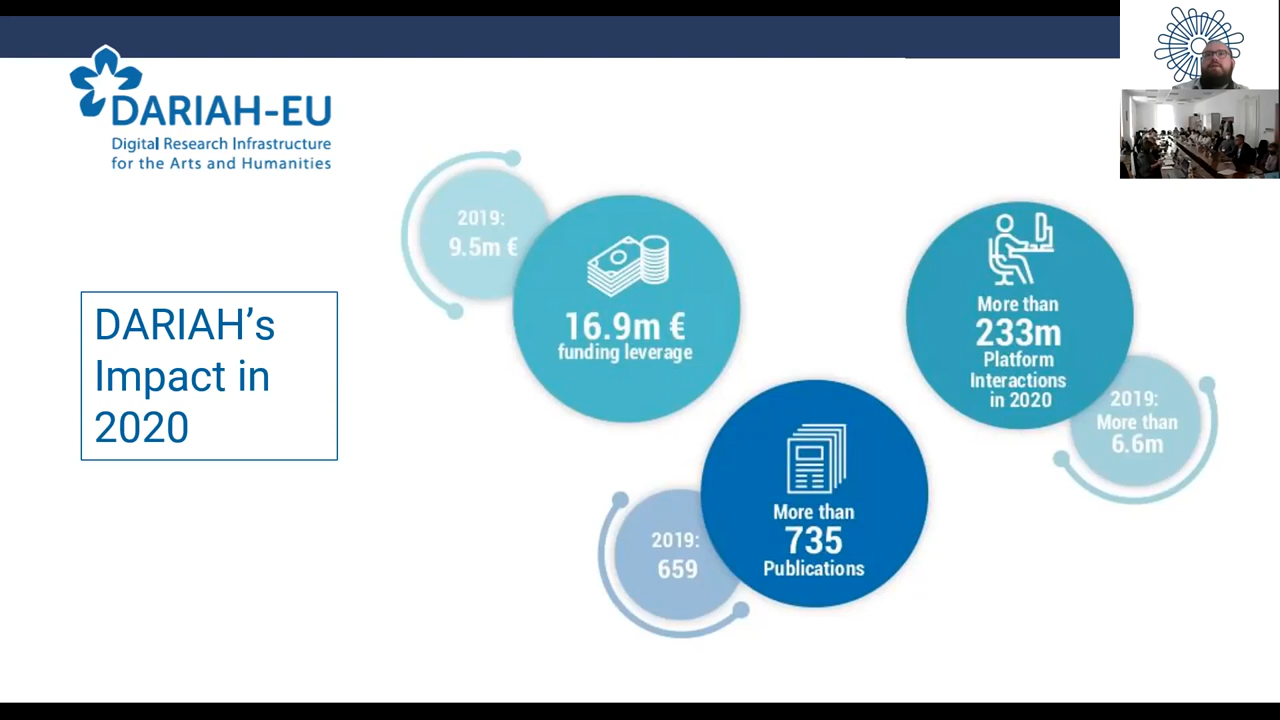 DARIAH-EU
Digital Research Infrastructure
for the Arts and Humanities
DARIAH’s
Impact in
2020
2019:
9.5m €
16.9m €
funding leverage
More than
233m
Platform
Interactions
in 2020
2019:
More than
6.6m
More than
735
Publications
2019:
659